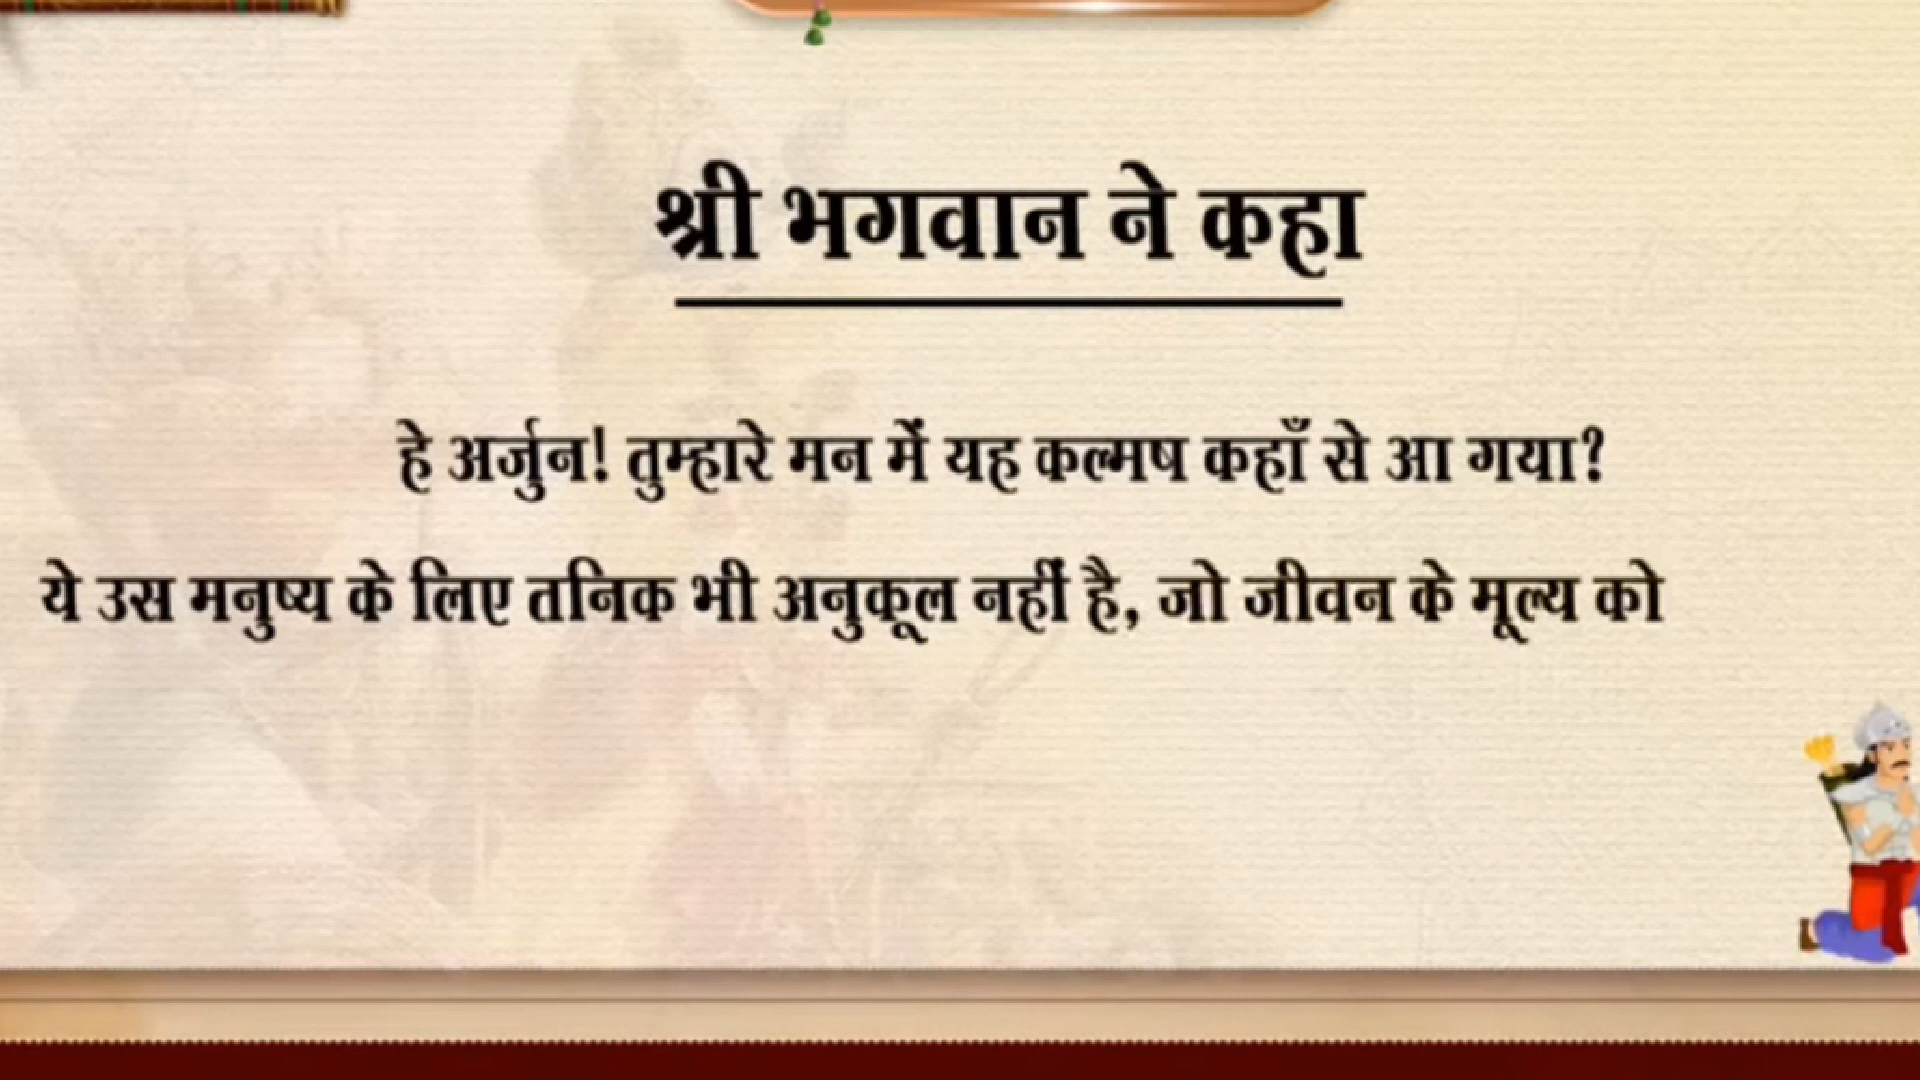 श्री भगवान ने कहा
हे अर्जुन! तुम्हारे मन में यह कल्मष कहाँ से आ गया?
ये उस मनुष्य के लिए तनिक भी अनुकूल नहीं है, जो जीवन के मूल्य को